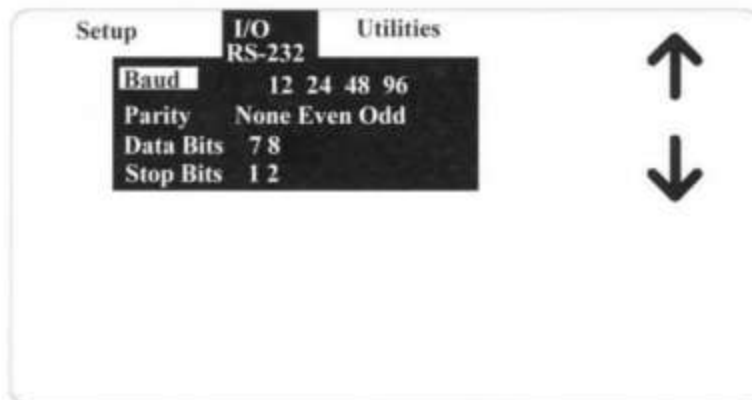 Setup I/O Utilities
RS-232
Baud 12 24 48 96
Parity None Even Odd
Data Bits 7 8
Stop Bits 1 2